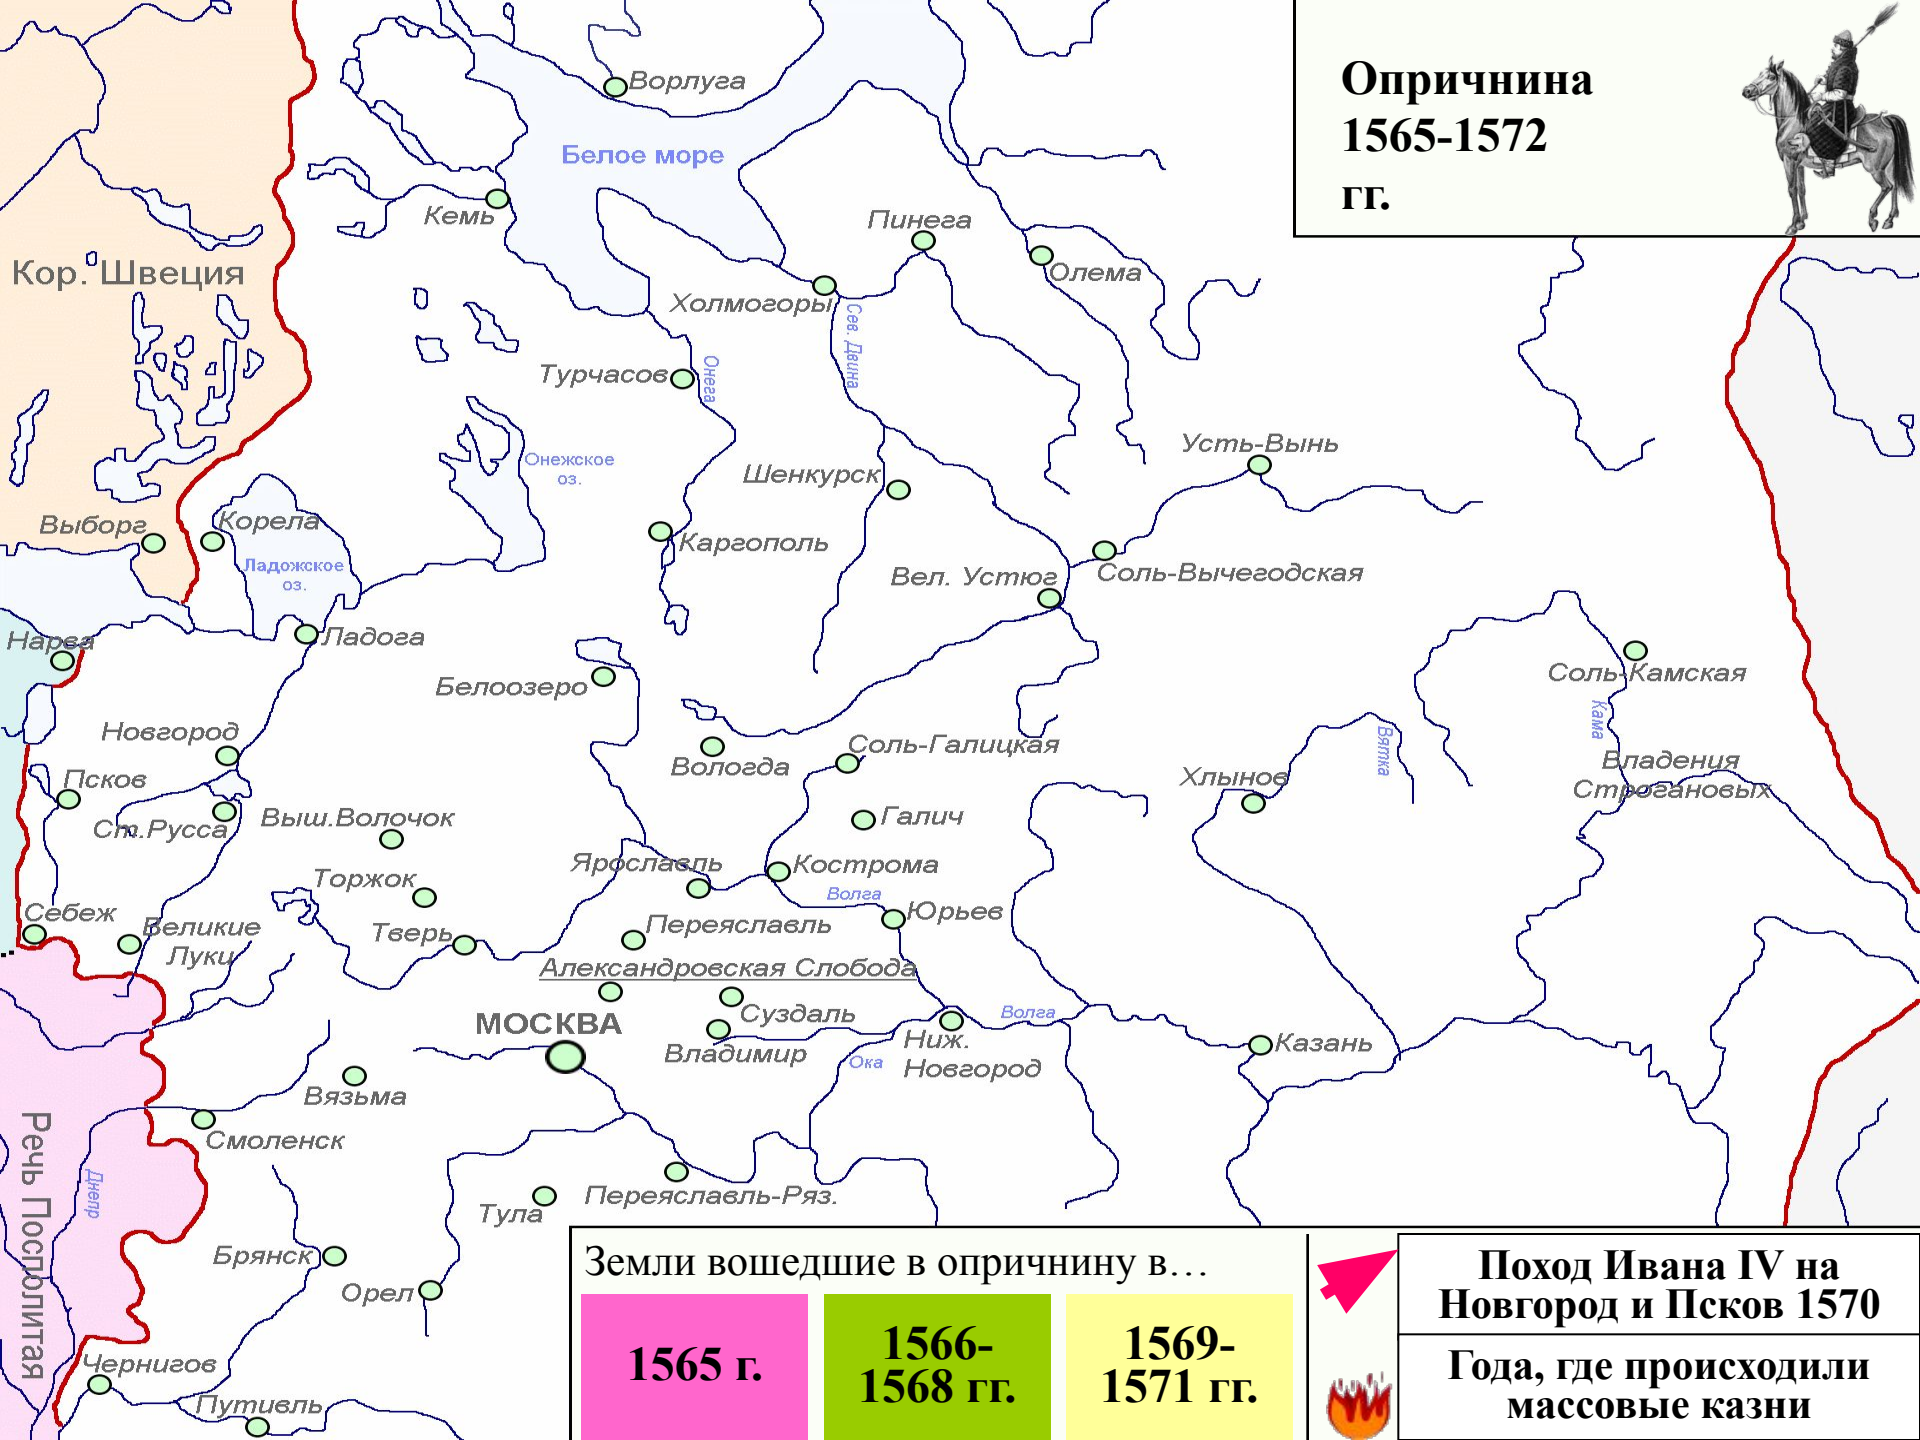 Опричнина
1565-1572
гг.
Ворлуга
Белое море
Кемь
Пинега
Олема
Кор. Швеция
Холмогоры
Сев. Двина
Турчасов
Онега
Усть-Вынь
Онежское
оз.
Шенкурск
Выборг
Корела
Каргополь
Ладожское
оз.
Вел. Устюг
Соль-Вычегодская
Нарва
Ладога
Соль-Камская
Белоозеро
Кама
Новгород
Соль-Галицкая
Вятка
Вологда
Владения
Строгановых
Псков
Хлынов
Ст.Русса
Выш.Волочок
Галич
Ярославль
Кострома
Торжок
Волга
Себеж
Юрьев
Великие
Луки
Тверь
Переяславль
Александровская Слобода
МОСКВА
Суздаль
Волга
Владимир
Ниж.
Новгород
Ока
Казань
Вязьма
Смоленск
Речь Посполитая
Днепр
Переяславль-Ряз.
Тула
Брянск
Орел
Чернигов
Путивль
Земли вошедшие в опричнину в…
1565 г.
1566-
1568 гг.
1569-
1571 гг.
Поход Ивана IV на
Новгород и Псков 1570
Года, где происходили
массовые казни